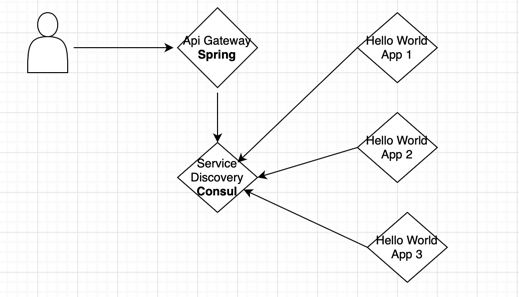 Api Gateway
Spring
Hello World
App 1
Service
Discovery
Consul
Hello World
App 2
Hello World
App 3